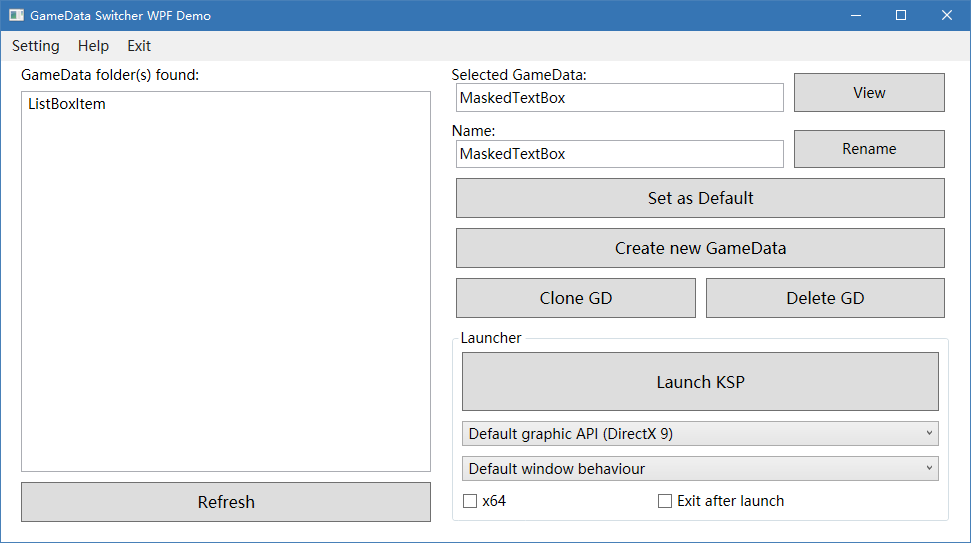 GameData Switcher WPF Demo
Setting Help Exit
GameData folder(s) found:
ListBoxItem
Refresh
Selected GameData:
MaskedTextBox
View
Name:
MaskedTextBox
Rename
Set as Default
Create new GameData
Clone GD
Delete GD
Launcher
Launch KSP
Default graphic API (DirectX 9)
Default window behaviour
x64
Exit after launch